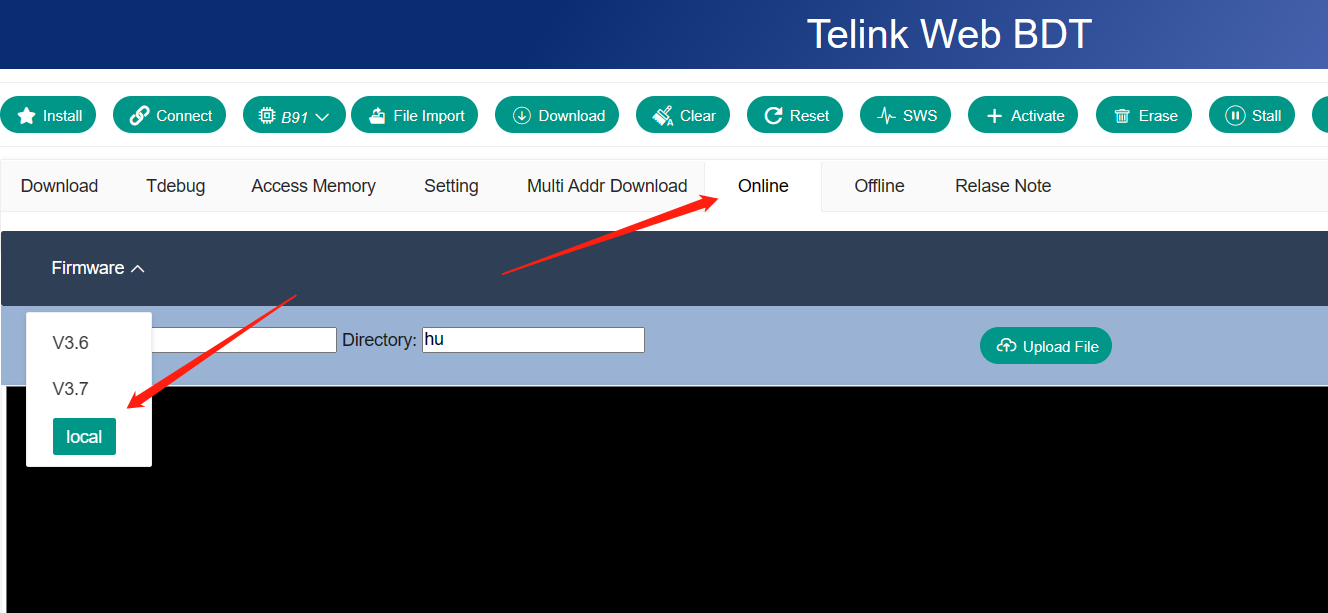 Telink Web BDT
Install Connect B91 File Import Download Clear Reset SWS Activate Erase Stall
Download Tdebug Access Memory Setting Multi Addr Download Online Offline Relase Note
Firmware
V3.6
Directory: hu Upload File
V3.7
local